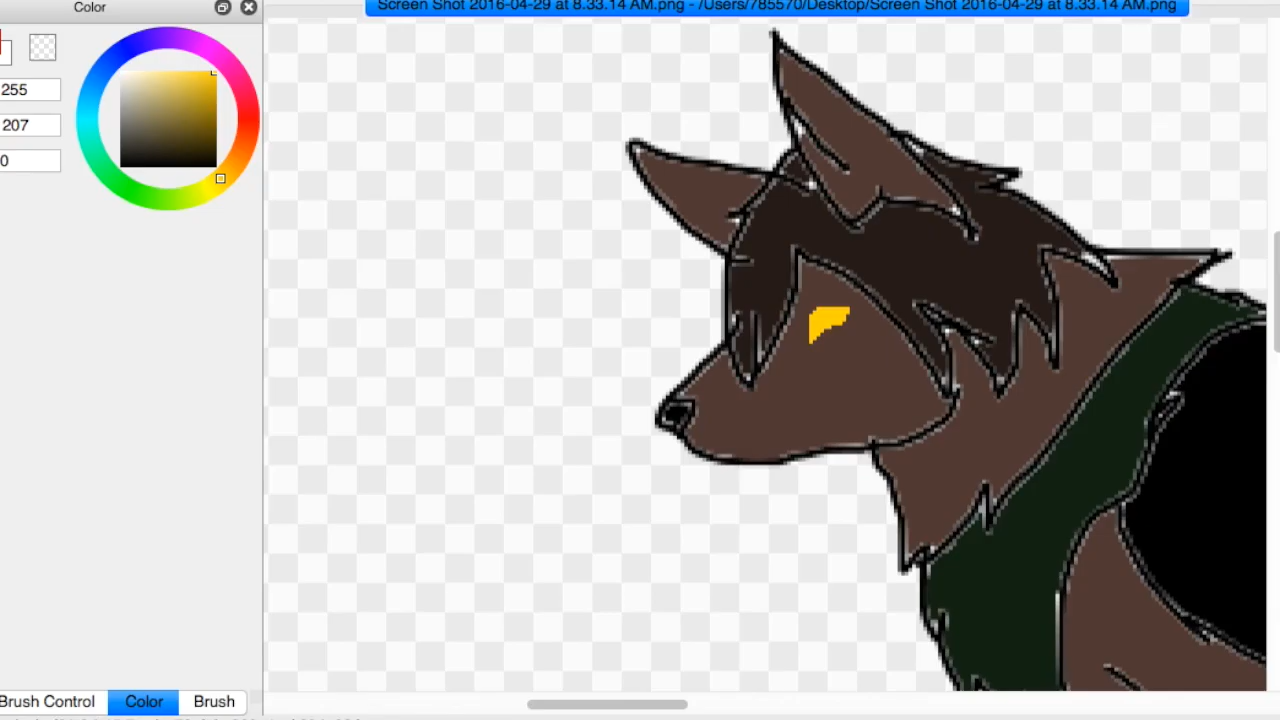 Color
Screen Shot 2016-04-29 at 8.33.14 AM.png - /Users/785570/Desktop/Screen Shot 2016-04-29 at 8.33.14 AM.png
255
207
0
Brush Control Color Brush